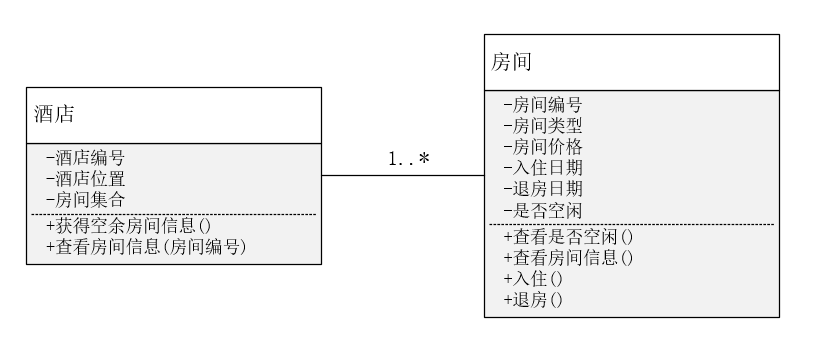 酒店
-酒店编号
-酒店位置
-房间集合
+获得空余房间信息()
+查看房间信息(房间编号)
1..*
房间
-房间编号
-房间类型
-房间价格
-入住日期
-退房日期
-是否空闲
+查看是否空闲()
+查看房间信息()
+入住()
+退房()